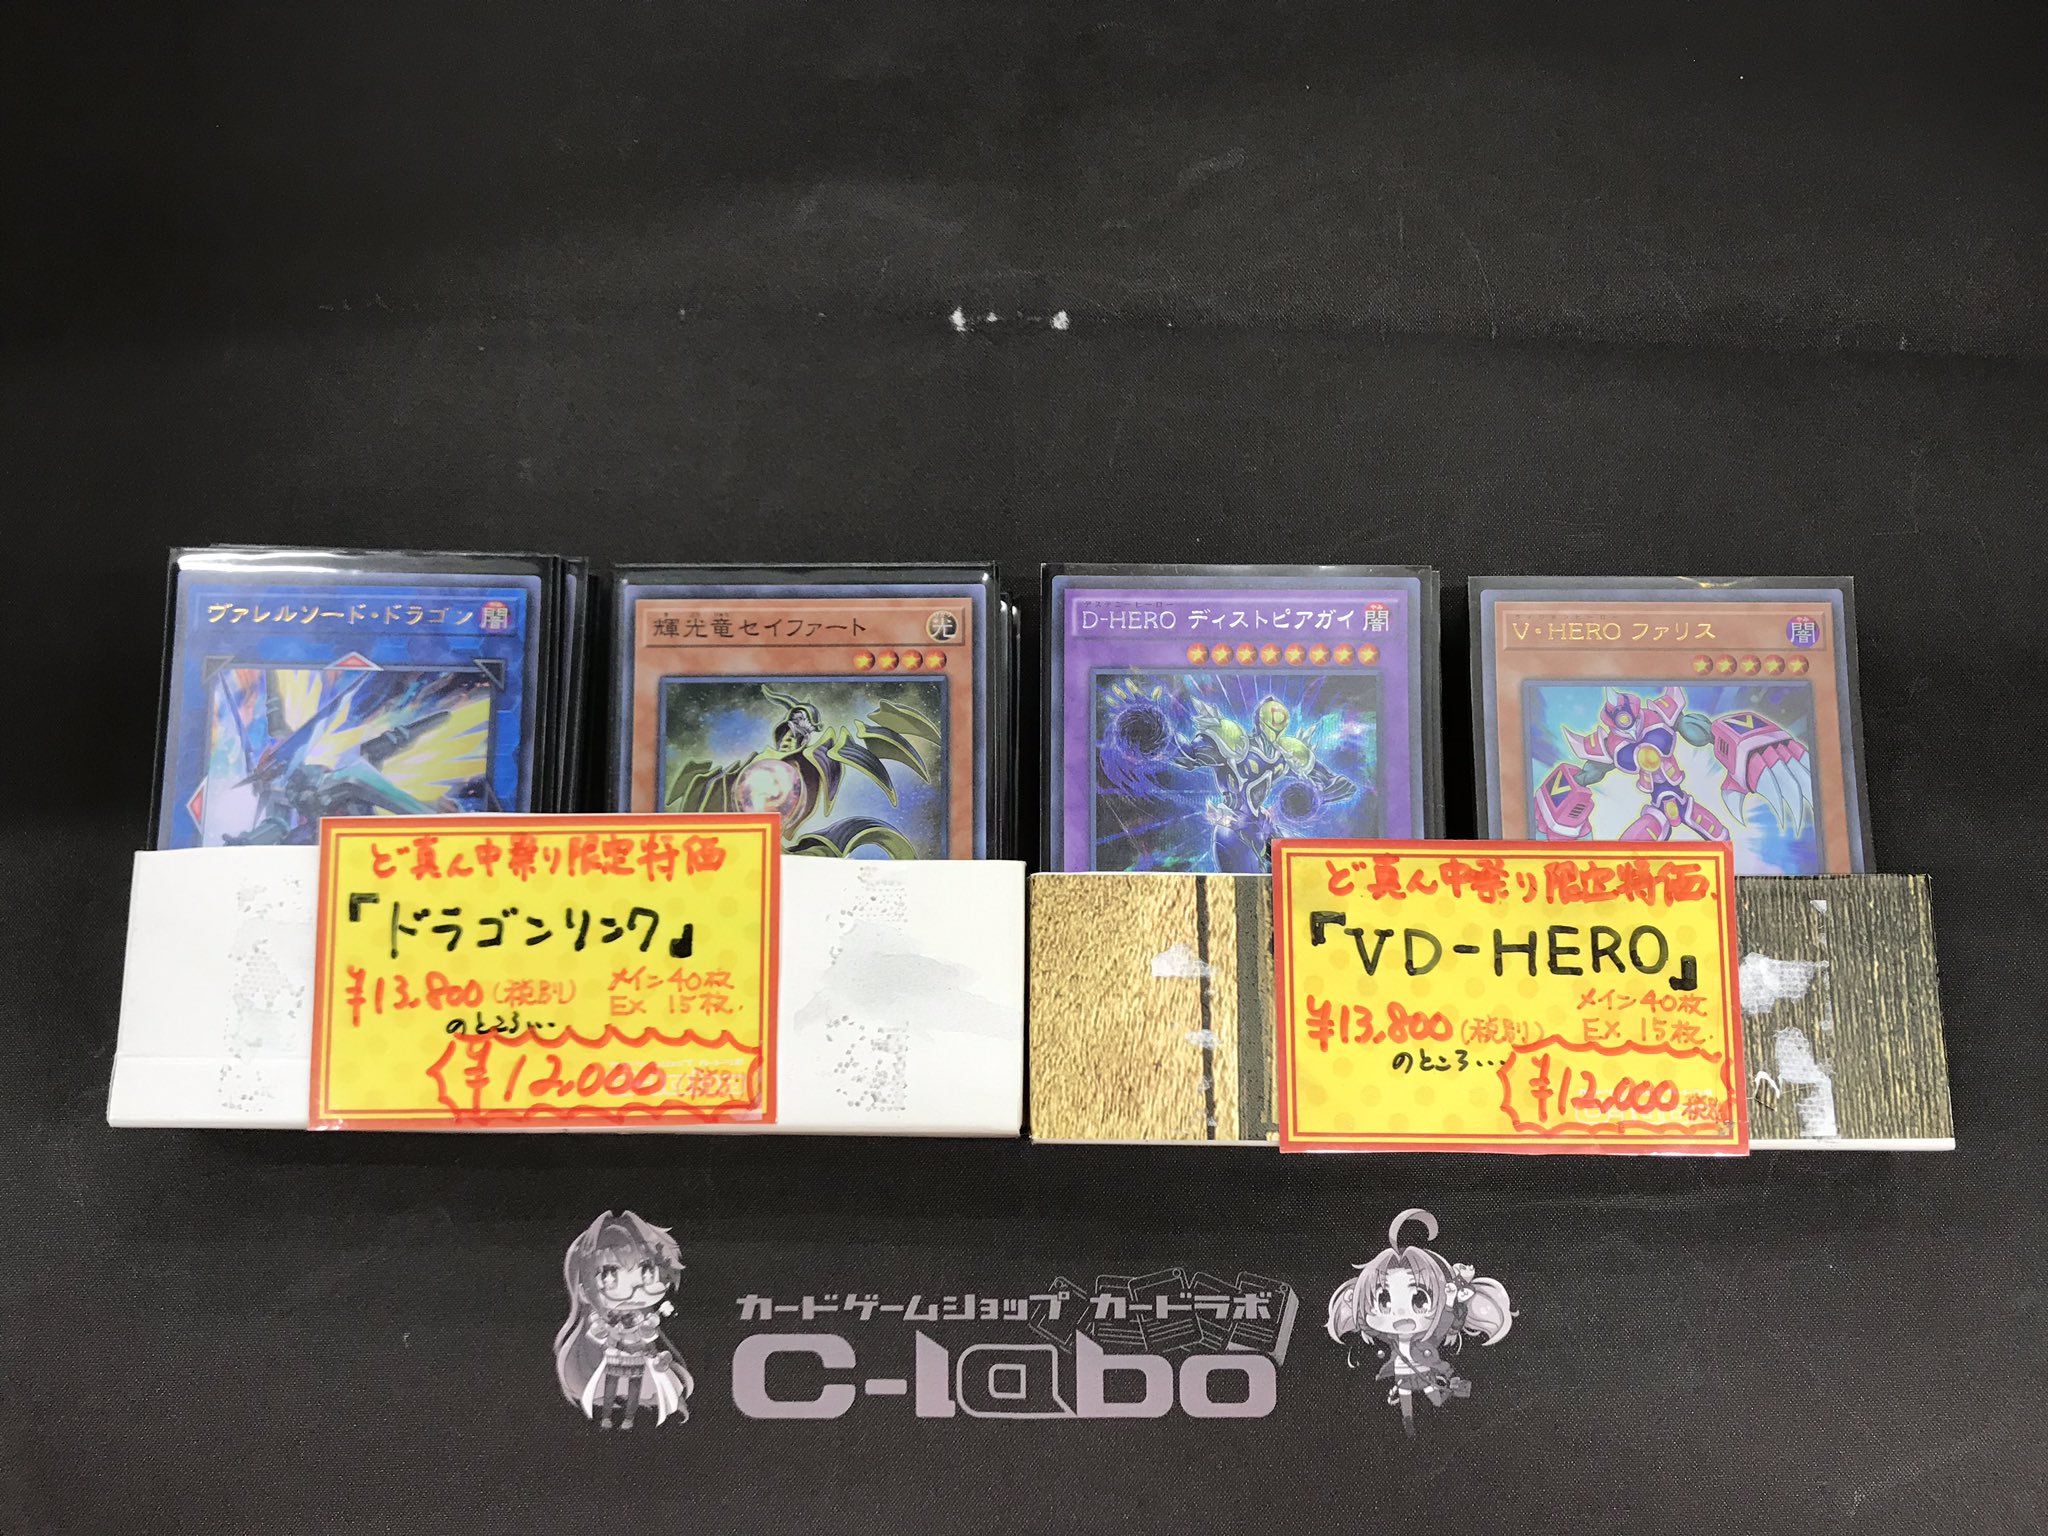 ヴァレルソード・ドラゴン 闇
輝光竜セイファート 光
D-HERO ディストピアガイ 闇
V・HERO ファリス 闇
ど真ん中祭り限定特価
『ドラゴンリンク』
¥13,800(税別) メイン40枚
EX 15枚
のところ…
¥12,000(税別)
ど真ん中祭り限定特価
『VD-HERO』
¥13,800(税別) メイン40枚
EX 15枚
のところ…
¥12,000 税別
カードゲームショップ カードラボ
C-labo